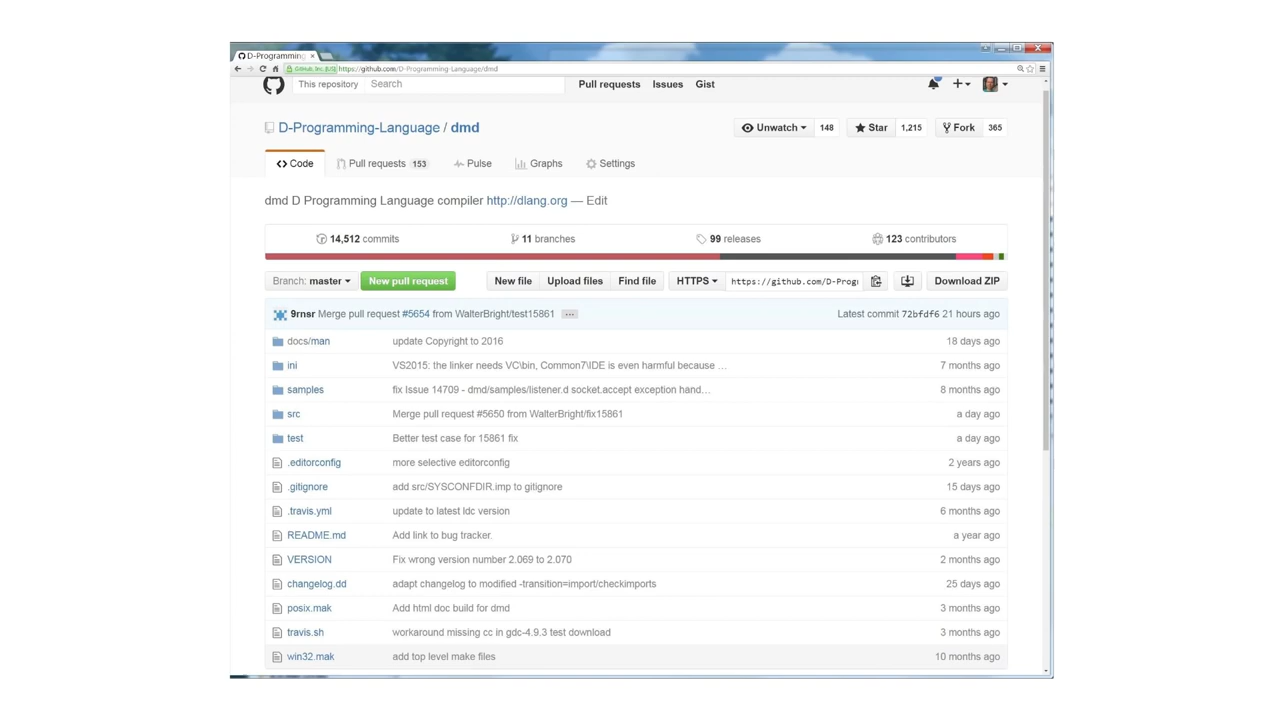 D-Programming
GitHub, Inc. [US] https://github.com/D-Programming-Language/dmd
This repository Search Pull requests Issues Gist
D-Programming-Language / dmd Unwatch 148 Star 1,215 Fork 365
Code Pull requests 153 Pulse Graphs Settings
dmd D Programming Language compiler http://dlang.org — Edit
14,512 commits 11 branches 99 releases 123 contributors
Branch: master New pull request New file Upload files Find file HTTPS https://github.com/D-Progr Download ZIP
9rnsr Merge pull request #5654 from WalterBright/test15861 ... Latest commit 72bfdf6 21 hours ago
docs/man update Copyright to 2016 18 days ago
ini VS2015: the linker needs VC\bin, Common7\IDE is even harmful because … 7 months ago
samples fix Issue 14709 - dmd/samples/listener.d socket.accept exception hand… 8 months ago
src Merge pull request #5650 from WalterBright/fix15861 a day ago
test Better test case for 15861 fix a day ago
.editorconfig more selective editorconfig 2 years ago
.gitignore add src/SYSCONFDIR.imp to gitignore 15 days ago
.travis.yml update to latest ldc version 6 months ago
README.md Add link to bug tracker. a year ago
VERSION Fix wrong version number 2.069 to 2.070 2 months ago
changelog.dd adapt changelog to modified -transition=import/checkimports 25 days ago
posix.mak Add html doc build for dmd 3 months ago
travis.sh workaround missing cc in gdc-4.9.3 test download 3 months ago
win32.mak add top level make files 10 months ago